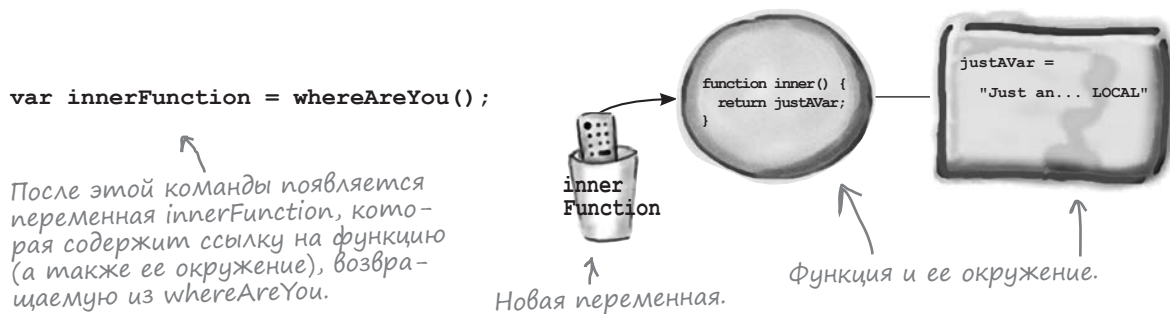 var innerFunction = whereAreYou();
После этой команды появляется
переменная innerFunction, кото-
рая содержит ссылку на функцию
(а также ее окружение), возвра-
щаемую из whereAreYou.
inner
Function
Новая переменная.
function inner() {
return justAVar;
}
justAVar =
"Just an... LOCAL"
Функция и ее окружение.